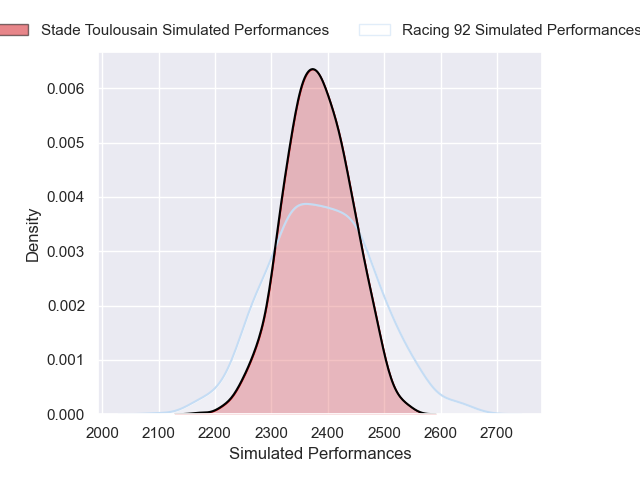 Stade Toulousain Simulated Performances
Racing 92 Simulated Performances
0.006
0.005
0.004
0.003
0.002
0.001
0.000
Density
2000 2100 2200 2300 2400 2500 2600 2700
Simulated Performances